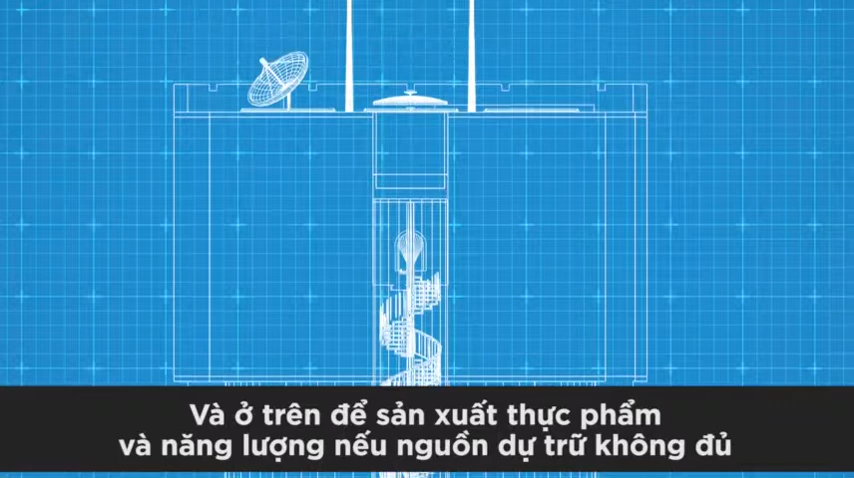 Và ở trên để sản xuất thực phẩm
và năng lượng nếu nguồn dự trữ không đủ